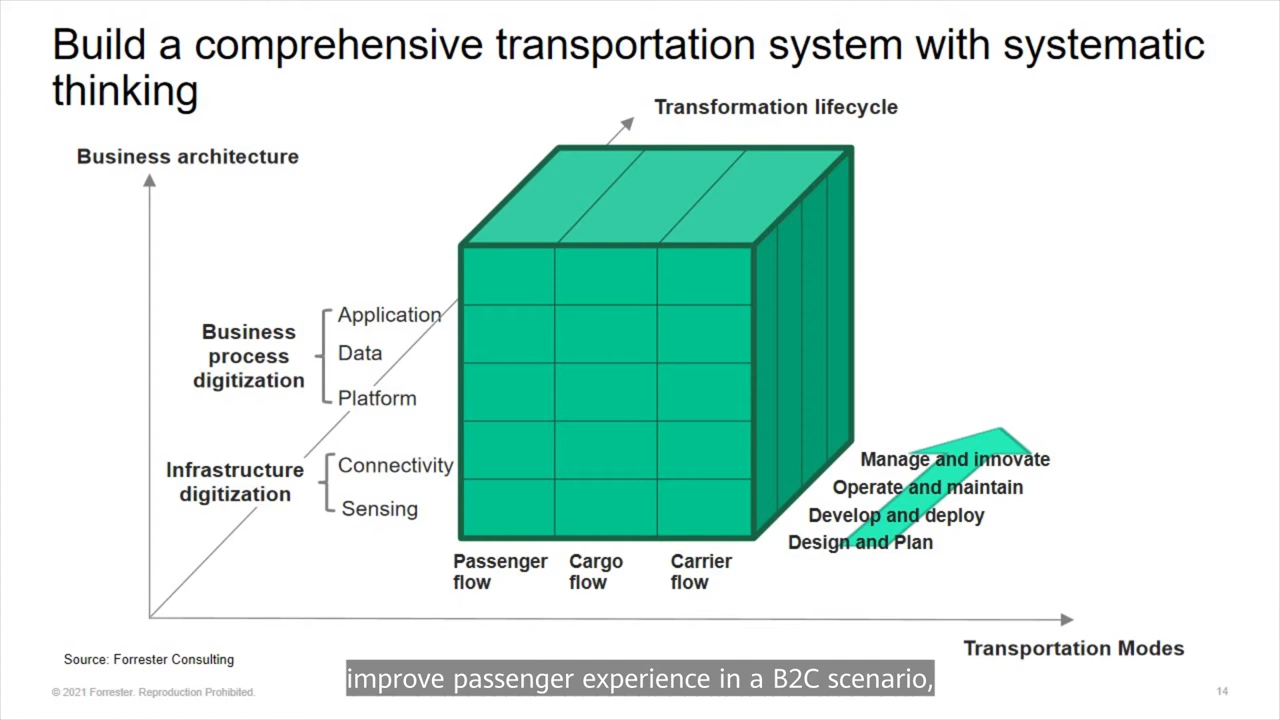 Build a comprehensive transportation system with systematic
thinking
Transformation lifecycle
Business architecture
Application
Business
process
digitization
Data
Platform
Infrastructure
digitization
Connectivity
Sensing
Manage and innovate
Operate and maintain
Develop and deploy
Design and Plan
Passenger
flow
Cargo
flow
Carrier
flow
Transportation Modes
Source: Forrester Consulting
improve passenger experience in a B2C scenario,
© 2021 Forrester. Reproduction Prohibited.
14